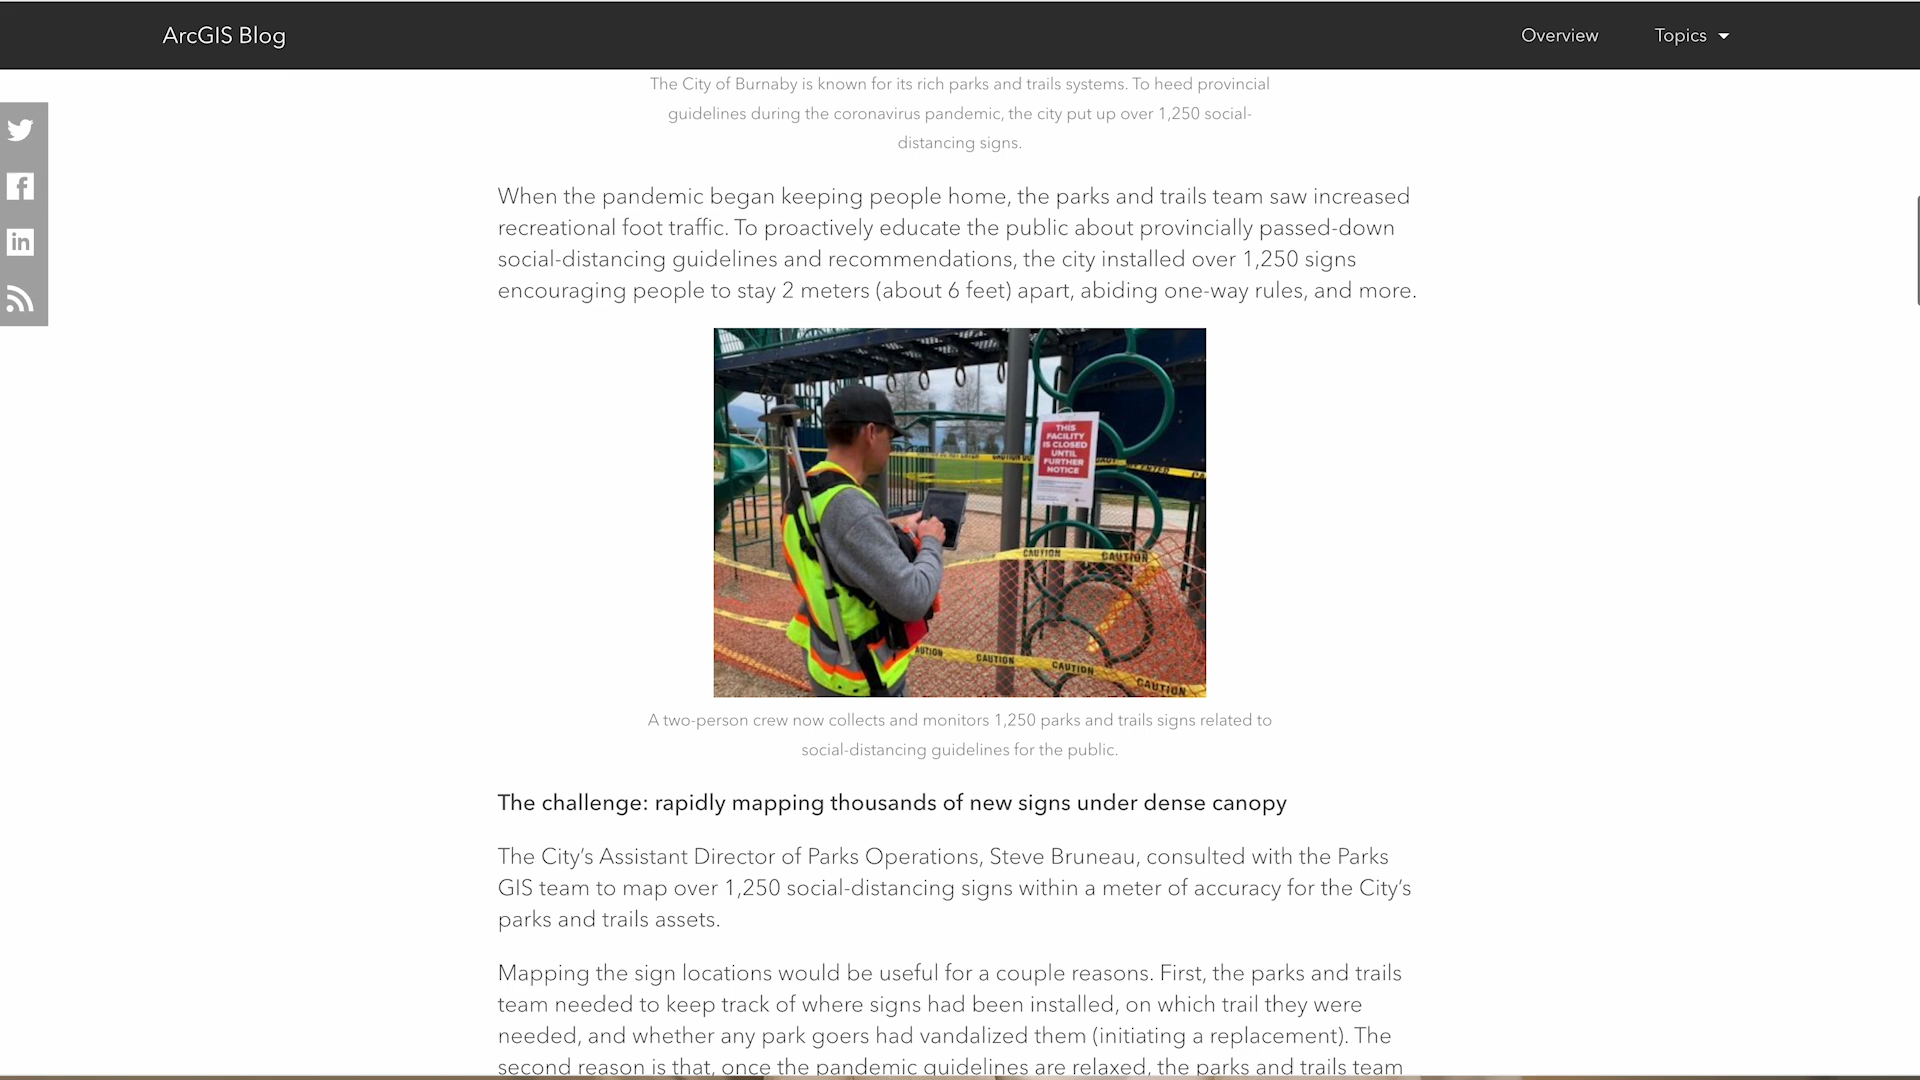 ArcGIS Blog
Overview
Topics
The City of Burnaby is known for its rich parks and trails systems. To heed provincial
guidelines during the coronavirus pandemic, the city put up over 1,250 social-
distancing signs.
When the pandemic began keeping people home, the parks and trails team saw increased
recreational foot traffic. To proactively educate the public about provincially passed-down
social-distancing guidelines and recommendations, the city installed over 1,250 signs
encouraging people to stay 2 meters (about 6 feet) apart, abiding one-way rules, and more.
THIS
FACILITY
IS CLOSED
UNTIL
FURTHER
NOTICE
CAUTION
CAUTION
CAUTION
CAUTION
CAUTION
A two-person crew now collects and monitors 1,250 parks and trails signs related to
social-distancing guidelines for the public.
The challenge: rapidly mapping thousands of new signs under dense canopy
The City’s Assistant Director of Parks Operations, Steve Bruneau, consulted with the Parks
GIS team to map over 1,250 social-distancing signs within a meter of accuracy for the City’s
parks and trails assets.
Mapping the sign locations would be useful for a couple reasons. First, the parks and trails
team needed to keep track of where signs had been installed, on which trail they were
needed, and whether any park goers had vandalized them (initiating a replacement). The
second reason is that, once the pandemic guidelines are relaxed, the parks and trails team